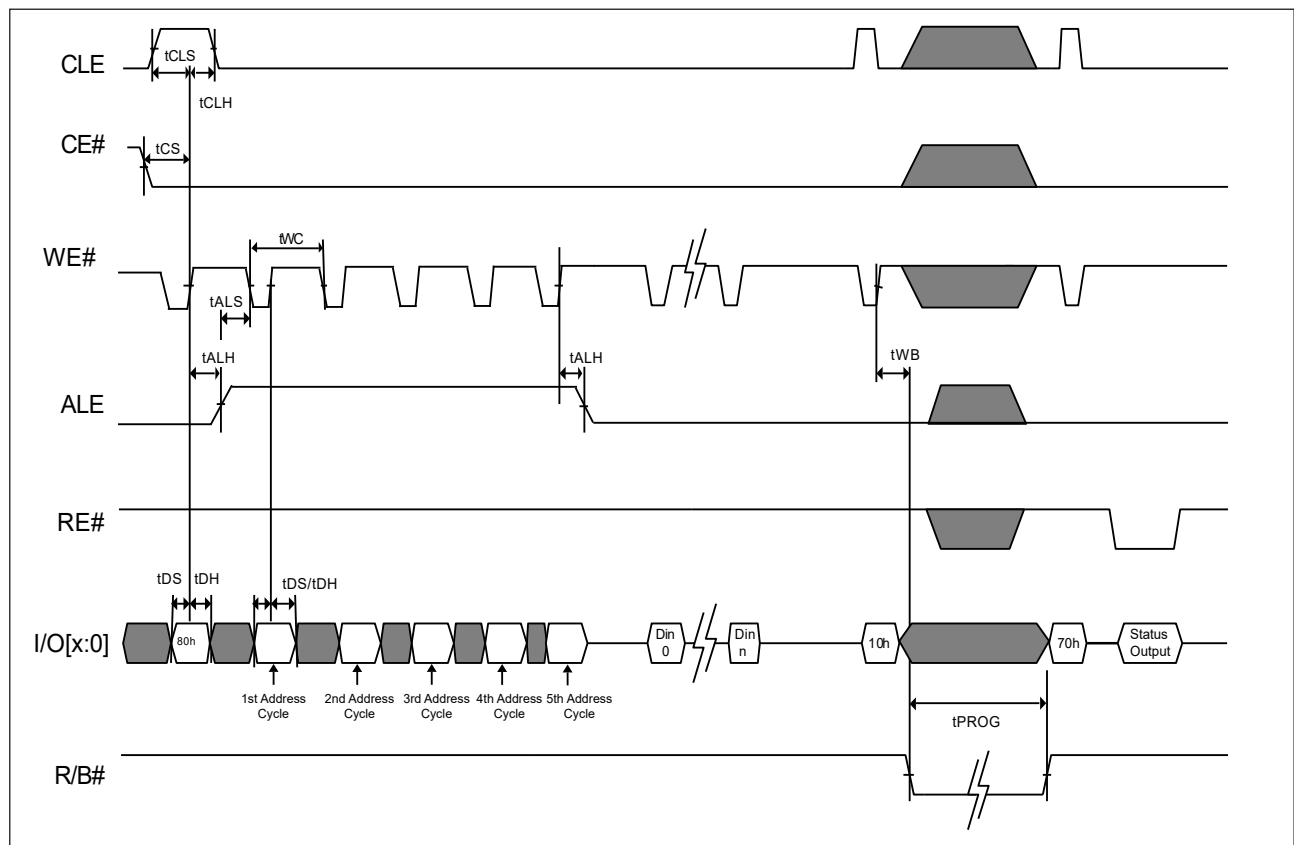 CLE
tCLS
tCLH
CE#
tCS
WE#
tWC
tALS
tALH
tALH
tWB
ALE
RE#
tDS
tDH
tDS/tDH
I/O[x:0]
80h
Din
0
Din
n
10h
70h
Status
Output
1st Address
Cycle
2nd Address
Cycle
3rd Address
Cycle
4th Address
Cycle
5th Address
Cycle
tPROG
R/B#